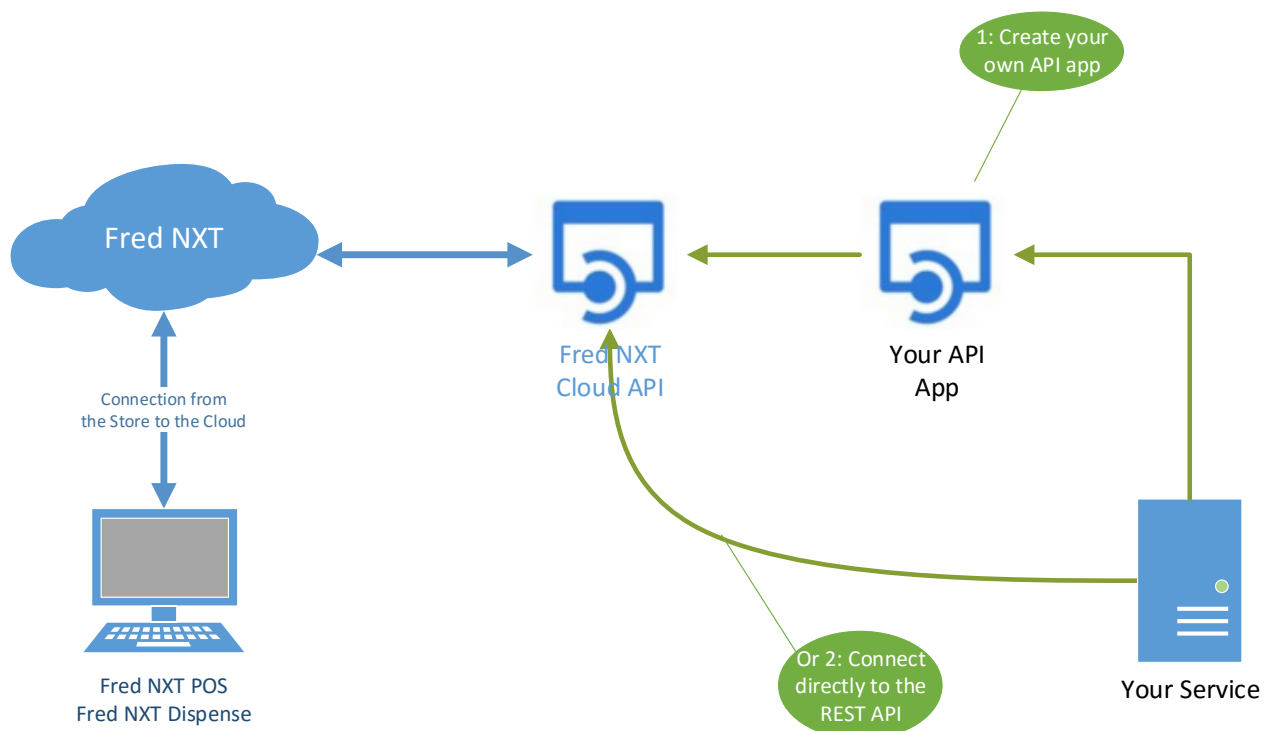 1: Create your
own API app
Fred NXT
Fred NXT
Cloud API
Your API
App
Connection from
the Store to the Cloud
Or 2: Connect
directly to the
REST API
Fred NXT POS
Fred NXT Dispense
Your Service